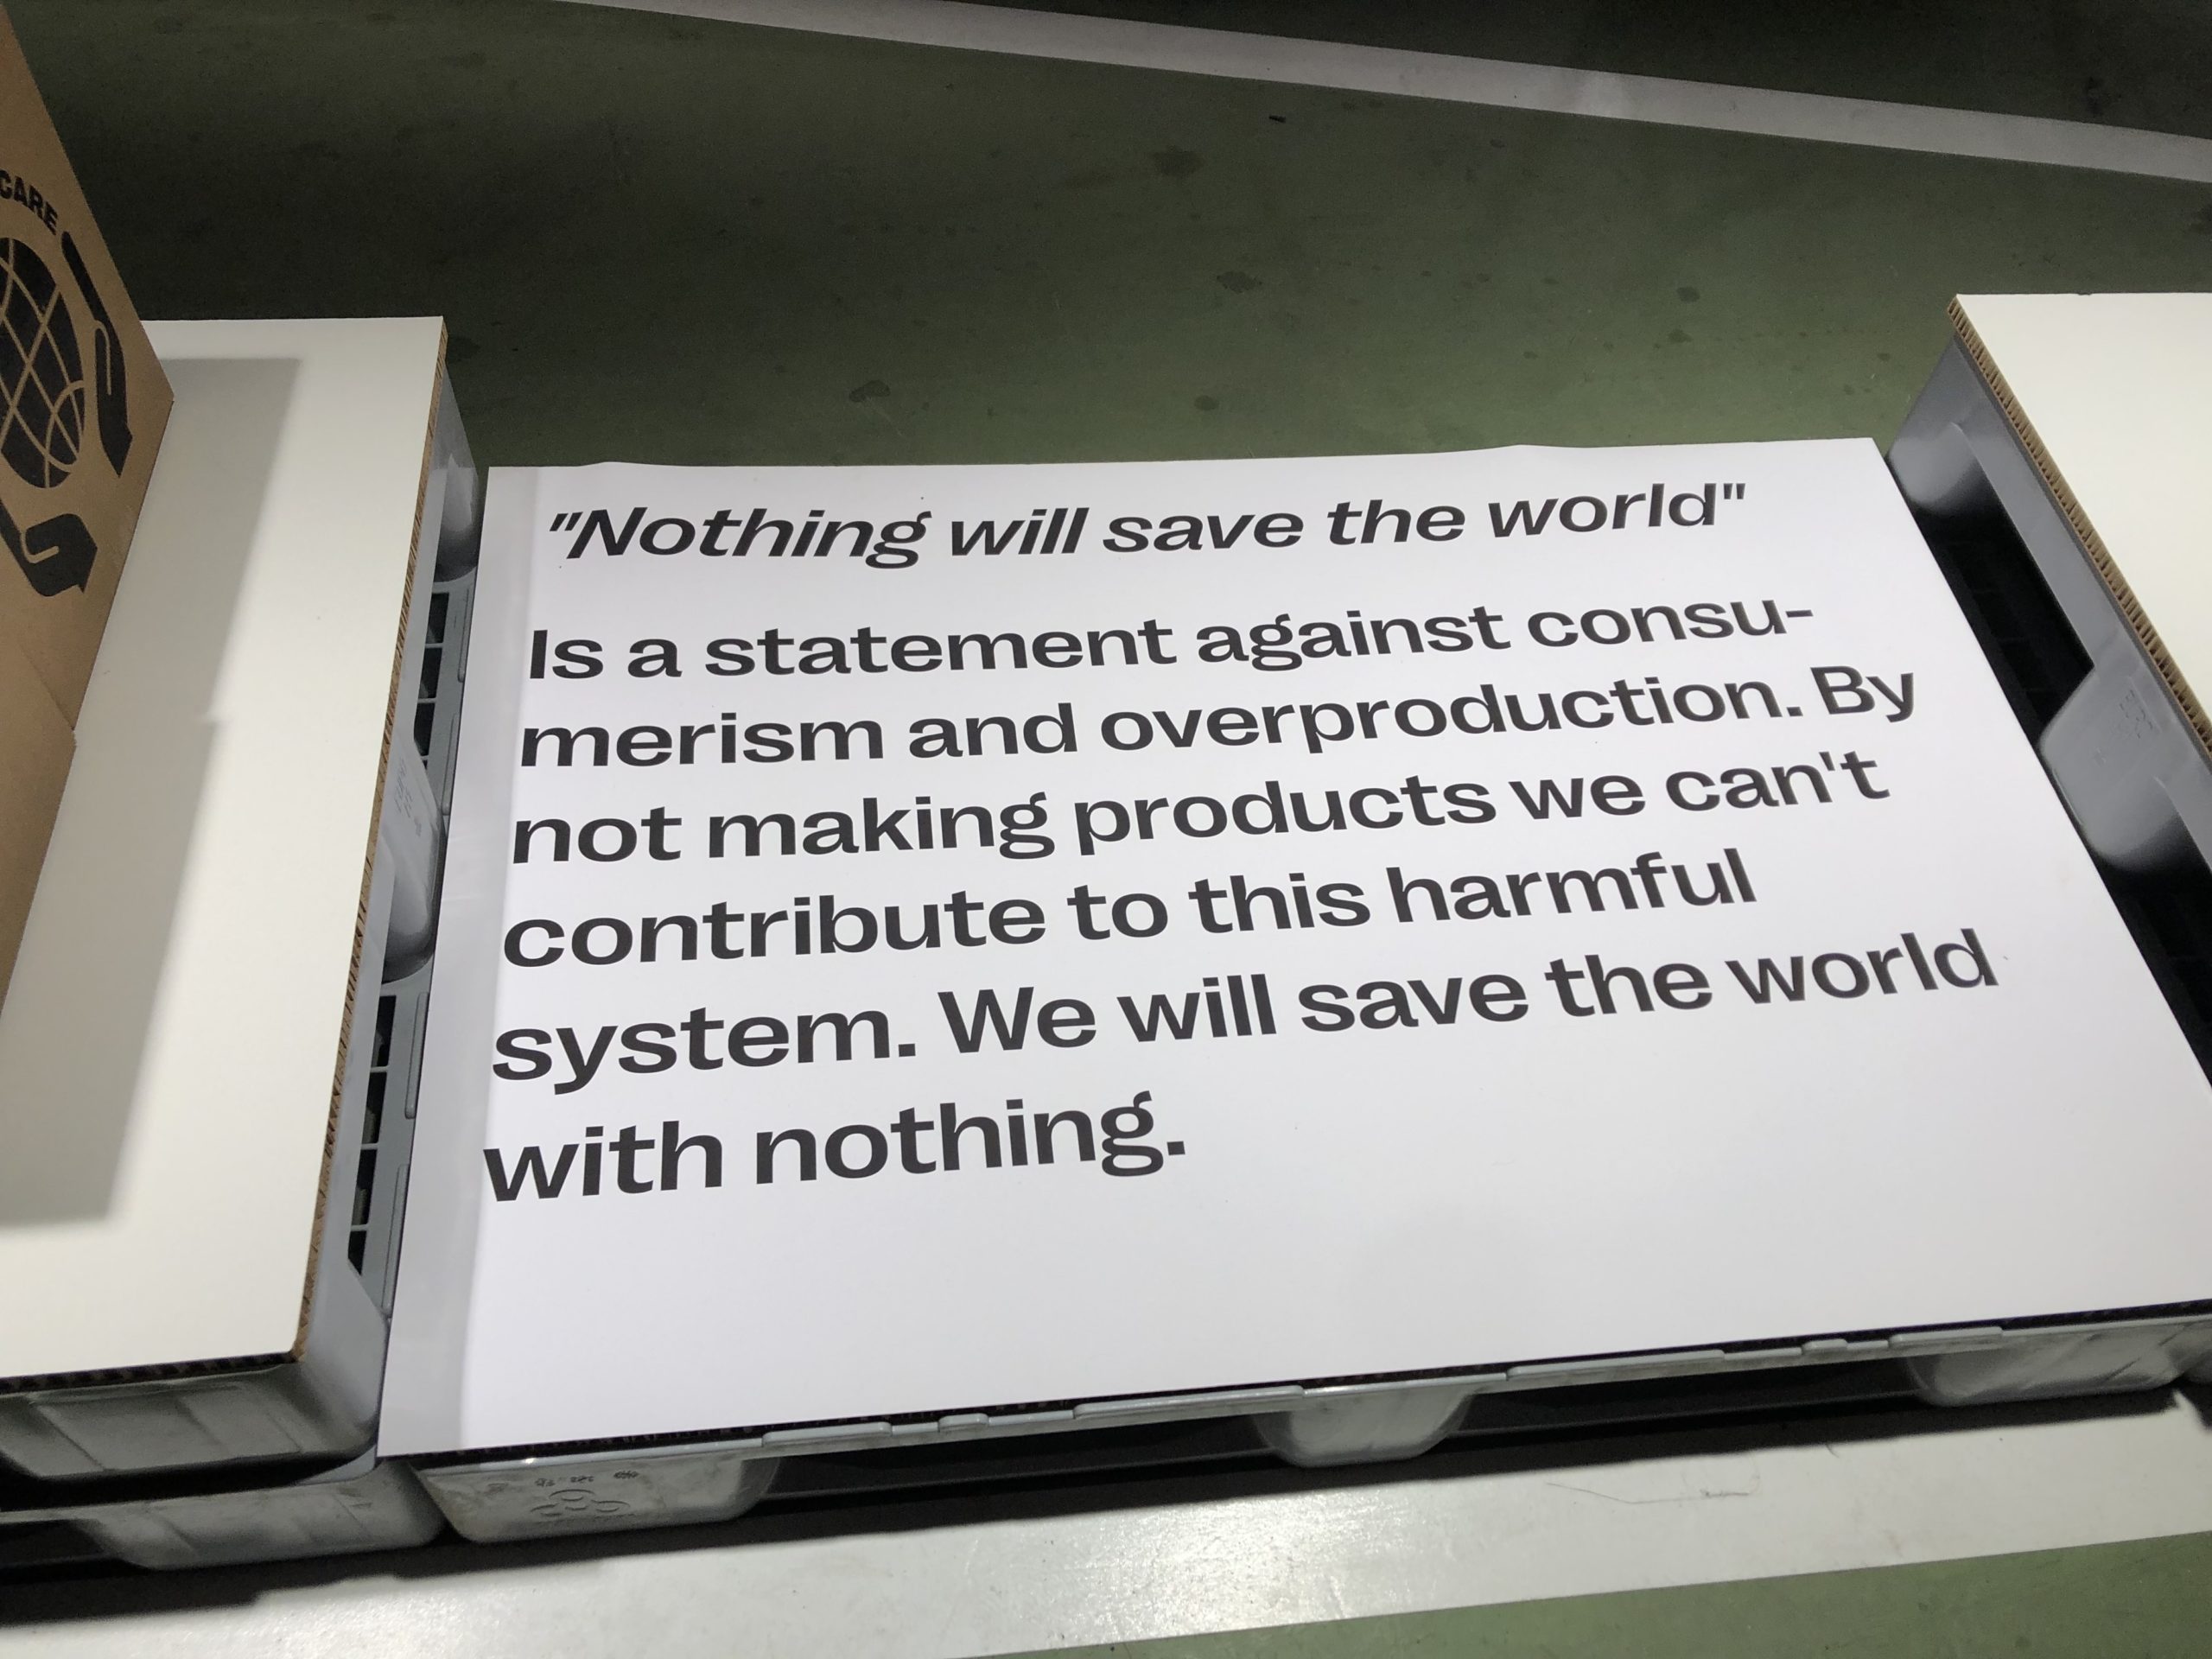 CARE
"Nothing will save the world"
Is a statement against consu-
merism and overproduction. By
not making products we can't
contribute to this harmful
system. We will save the world
with nothing.